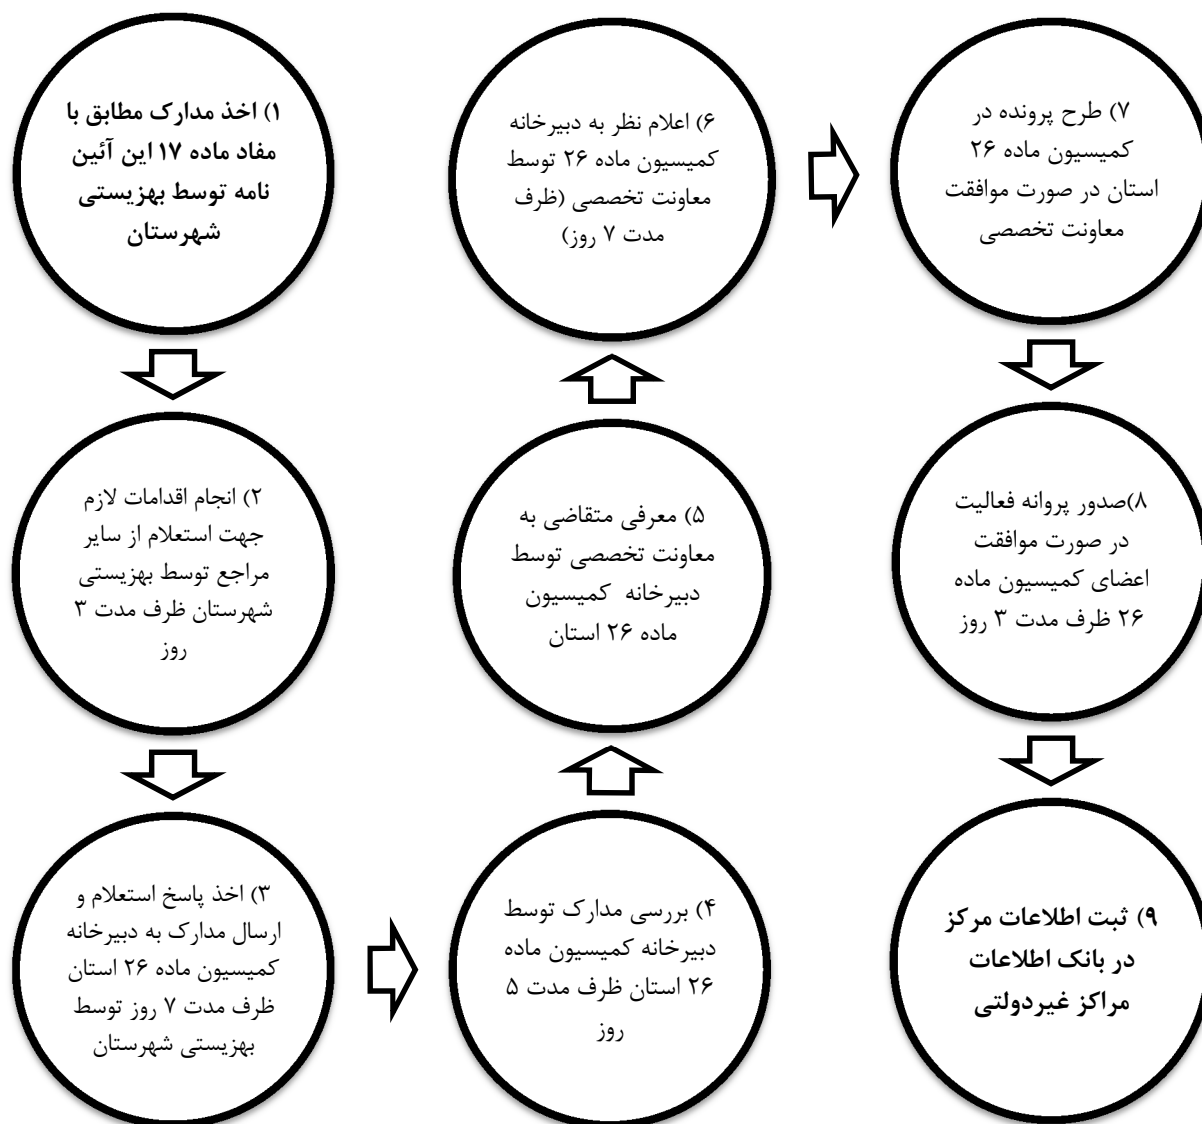 ۱) اخذ مدارک مطابق با
مفاد ماده ۱۷ این آئین
نامه توسط بهزیستی
شهرستان
۲) انجام اقدامات لازم
جهت استعلام از سایر
مراجع توسط بهزیستی
شهرستان ظرف مدت ۳
روز
۳) اخذ پاسخ استعلام و
ارسال مدارک به دبیرخانه
کمیسیون ماده ۲۶ استان
ظرف مدت ۷ روز توسط
بهزیستی شهرستان
۴) بررسی مدارک توسط
دبیرخانه کمیسیون ماده
۲۶ استان ظرف مدت ۵
روز
۵) معرفی متقاضی به
معاونت تخصصی توسط
دبیرخانه کمیسیون
ماده ۲۶ استان
۶) اعلام نظر به دبیرخانه
کمیسیون ماده ۲۶ توسط
معاونت تخصصی (ظرف
مدت ۷ روز)
۷) طرح پرونده در
کمیسیون ماده ۲۶
استان در صورت موافقت
معاونت تخصصی
۸)صدور پروانه فعالیت
در صورت موافقت
اعضای کمیسیون ماده
۲۶ ظرف مدت ۳ روز
۹) ثبت اطلاعات مرکز
در بانک اطلاعات
مراکز غیردولتی